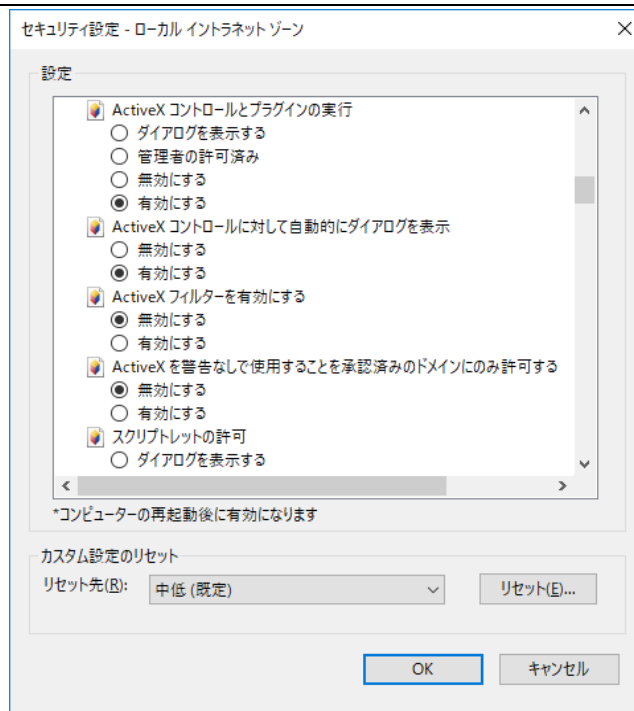 セキュリティ設定 - ローカル イントラネット ゾーン
設定
ActiveX コントロールとプラグインの実行
ダイアログを表示する
管理者の許可済み
無効にする
有効にする
ActiveX コントロールに対して自動的にダイアログを表示
無効にする
有効にする
ActiveX フィルターを有効にする
無効にする
有効にする
ActiveX を警告なしで使用することを承認済みのドメインにのみ許可する
無効にする
有効にする
スクリプトレットの許可
ダイアログを表示する
*コンピューターの再起動後に有効になります
カスタム設定のリセット
リセット先(R): 中低 (既定) リセット(E)...
OK キャンセル